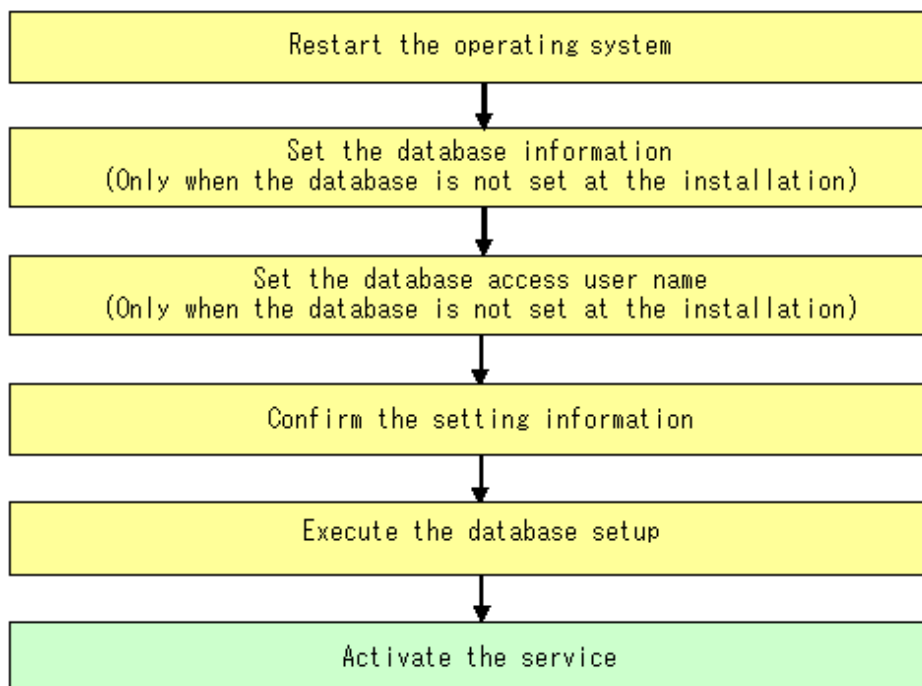 Restart the operating system
Set the database information
(Only when the database is not set at the installation)
Set the database access user name
(Only when the database is not set at the installation)
Confirm the setting information
Execute the database setup
Activate the service